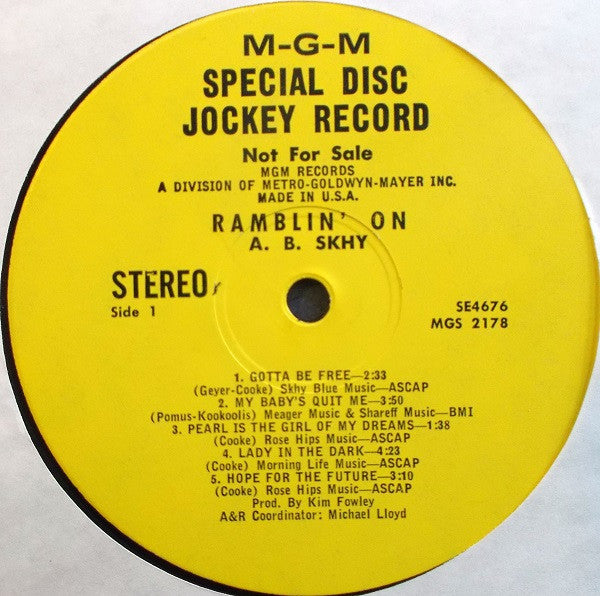 M-G-M
SPECIAL DISC
JOCKEY RECORD
Not For Sale
MGM RECORDS
A DIVISION OF METRO-GOLDWYN-MAYER INC.
MADE IN U.S.A.
RAMBLIN' ON
A. B. SKHY
STEREO
Side 1
SE4676
MGS 2178
1. GOTTA BE FREE—2:33
(Geyer-Cooke) Skhy Blue Music—ASCAP
2. MY BABY'S QUIT ME—3:50
(Pomus-Kookoolis) Meager Music & Shareff Music—BMI
3. PEARL IS THE GIRL OF MY DREAMS—1:38
(Cooke) Rose Hips Music—ASCAP
4. LADY IN THE DARK—4:23
(Cooke) Morning Life Music—ASCAP
5. HOPE FOR THE FUTURE—3:10
(Cooke) Rose Hips Music—ASCAP
Prod. By Kim Fowley
A&R Coordinator: Michael Lloyd